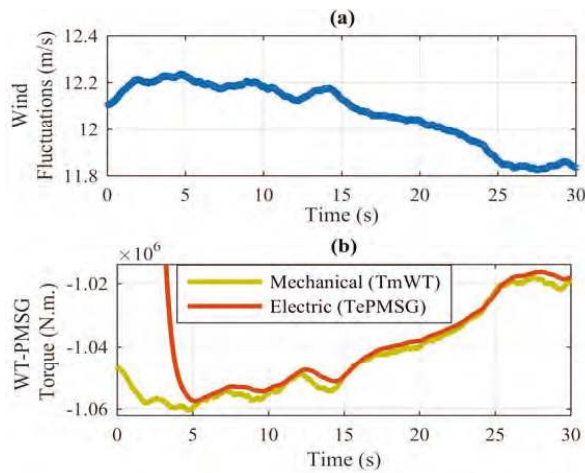 (a)
Wind
Fluctuations (m/s)
12.4
12.2
12
11.8
0 5 10 15 20 25 30
Time (s)
(b)
×10⁶
WT-PMSG
Torque (N.m.)
-1.02
-1.04
-1.06
Mechanical (TmWT)
Electric (TePMSG)
0 5 10 15 20 25 30
Time (s)